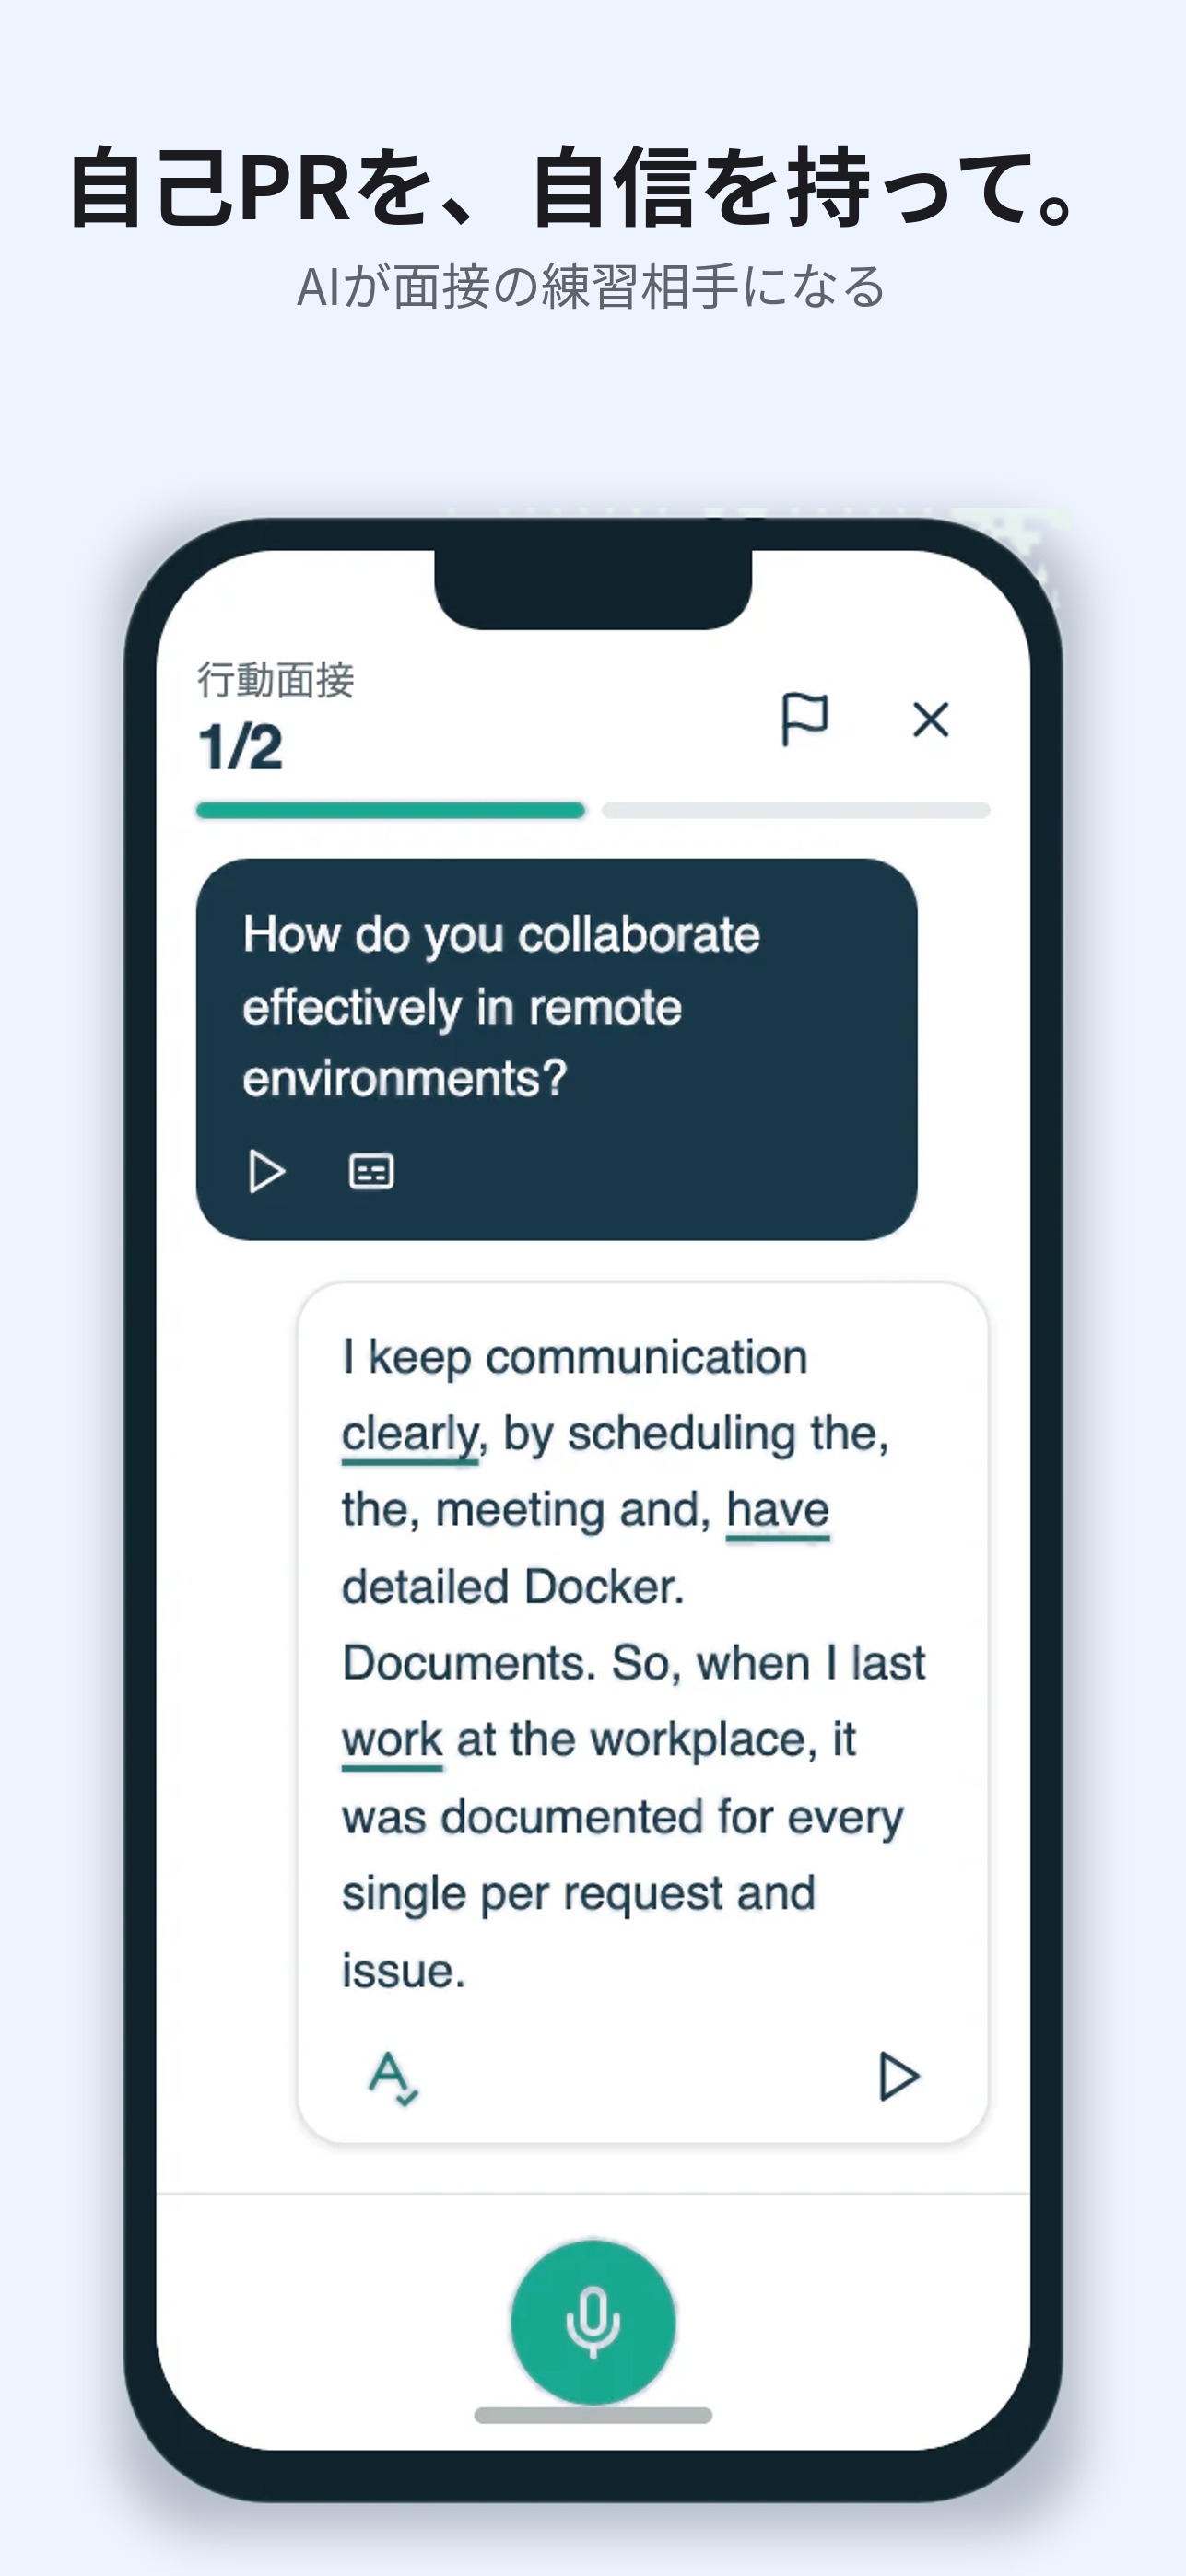 自己PRを、自信を持って。
AIが面接の練習相手になる
行動面接
1/2
How do you collaborate
effectively in remote
environments?
I keep communication
clearly, by scheduling the,
the, meeting and, have
detailed Docker.
Documents. So, when I last
work at the workplace, it
was documented for every
single per request and
issue.